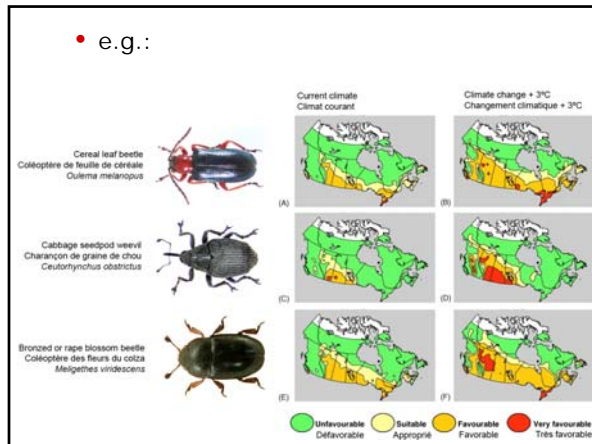 • e.g.:
Current climate
Climat courant
Climate change + 3ºC
Changement climatique + 3ºC
Cereal leaf beetle
Coléoptère de feuille de céréale
Oulema melanopus
(A)
(B)
Cabbage seedpod weevil
Charançon de graine de chou
Ceutorhynchus obstrictus
(C)
(D)
Bronzed or rape blossom beetle
Coléoptère des fleurs du colza
Meligethes viridescens
(E)
(F)
Unfavourable
Défavorable
Suitable
Approprié
Favourable
Favorable
Very favourable
Très favorable